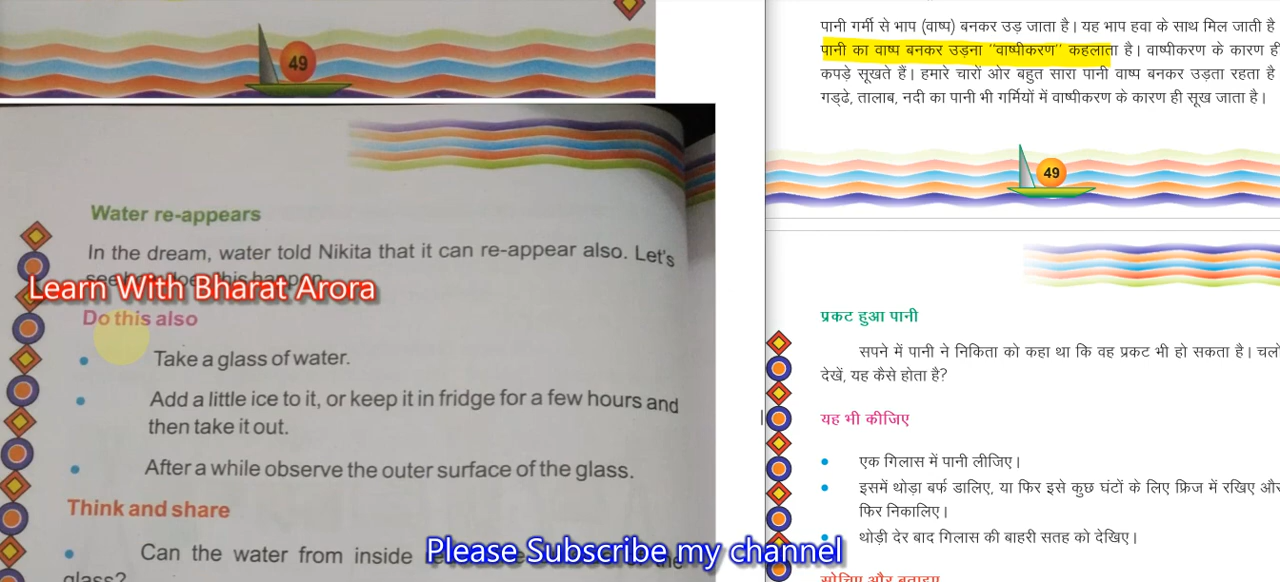 49
Water re-appears
In the dream, water told Nikita that it can re-appear also. Let's
Learn With Bharat Arora
Do this also
• Take a glass of water.
• Add a little ice to it, or keep it in fridge for a few hours and
then take it out.
• After a while observe the outer surface of the glass.
Think and share
• Can the water from inside
Please Subscribe my channel
glass?
पानी गर्मी से भाप (वाष्प) बनकर उड़ जाता है। यह भाप हवा के साथ मिल जाती है
पानी का वाष्प बनकर उड़ना ''वाष्पीकरण'' कहलाता है। वाष्पीकरण के कारण ही
कपड़े सूखते हैं। हमारे चारों ओर बहुत सारा पानी वाष्प बनकर उड़ता रहता है
गड्ढे, तालाब, नदी का पानी भी गर्मियों में वाष्पीकरण के कारण ही सूख जाता है।
49
प्रकट हुआ पानी
सपने में पानी ने निकिता को कहा था कि वह प्रकट भी हो सकता है। चलो
देखें, यह कैसे होता है?
यह भी कीजिए
• एक गिलास में पानी लीजिए।
• इसमें थोड़ा बर्फ डालिए, या फिर इसे कुछ घंटों के लिए फ्रिज में रखिए और
फिर निकालिए।
• थोड़ी देर बाद गिलास की बाहरी सतह को देखिए।
सोचिए और बताइए